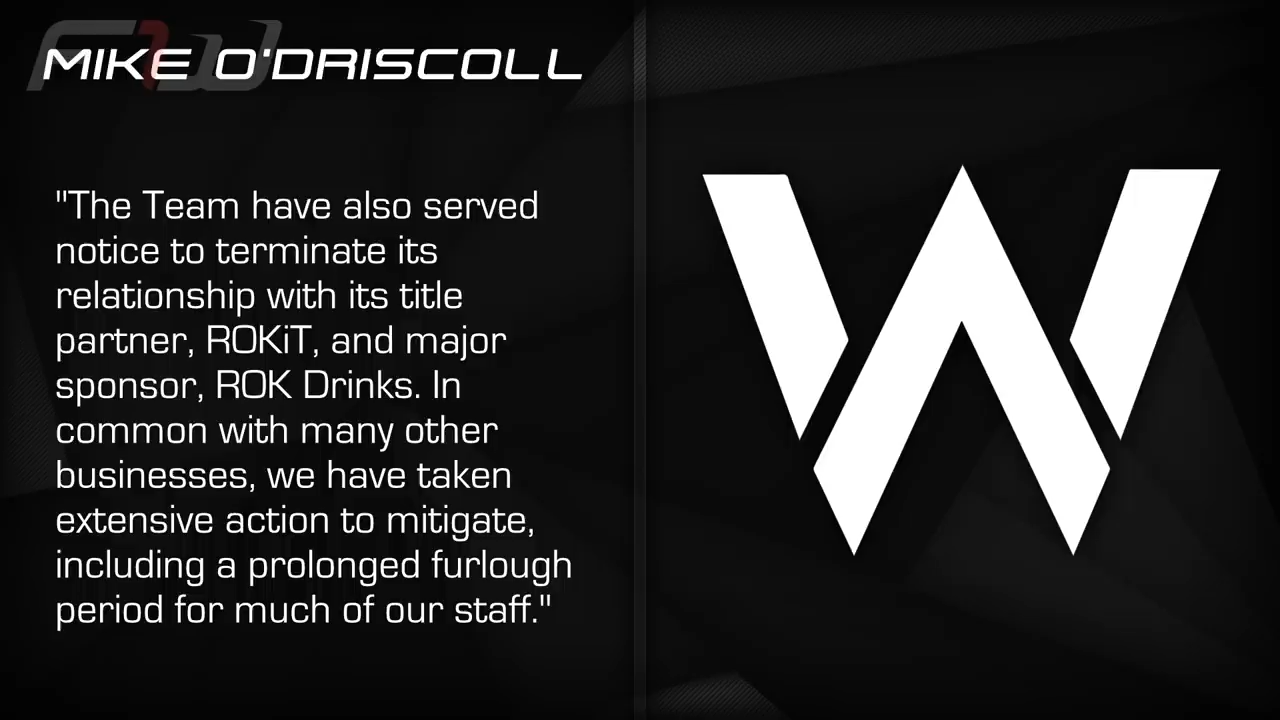 F1W
MIKE O'DRISCOLL
"The Team have also served
notice to terminate its
relationship with its title
partner, ROKiT, and major
sponsor, ROK Drinks. In
common with many other
businesses, we have taken
extensive action to mitigate,
including a prolonged furlough
period for much of our staff."